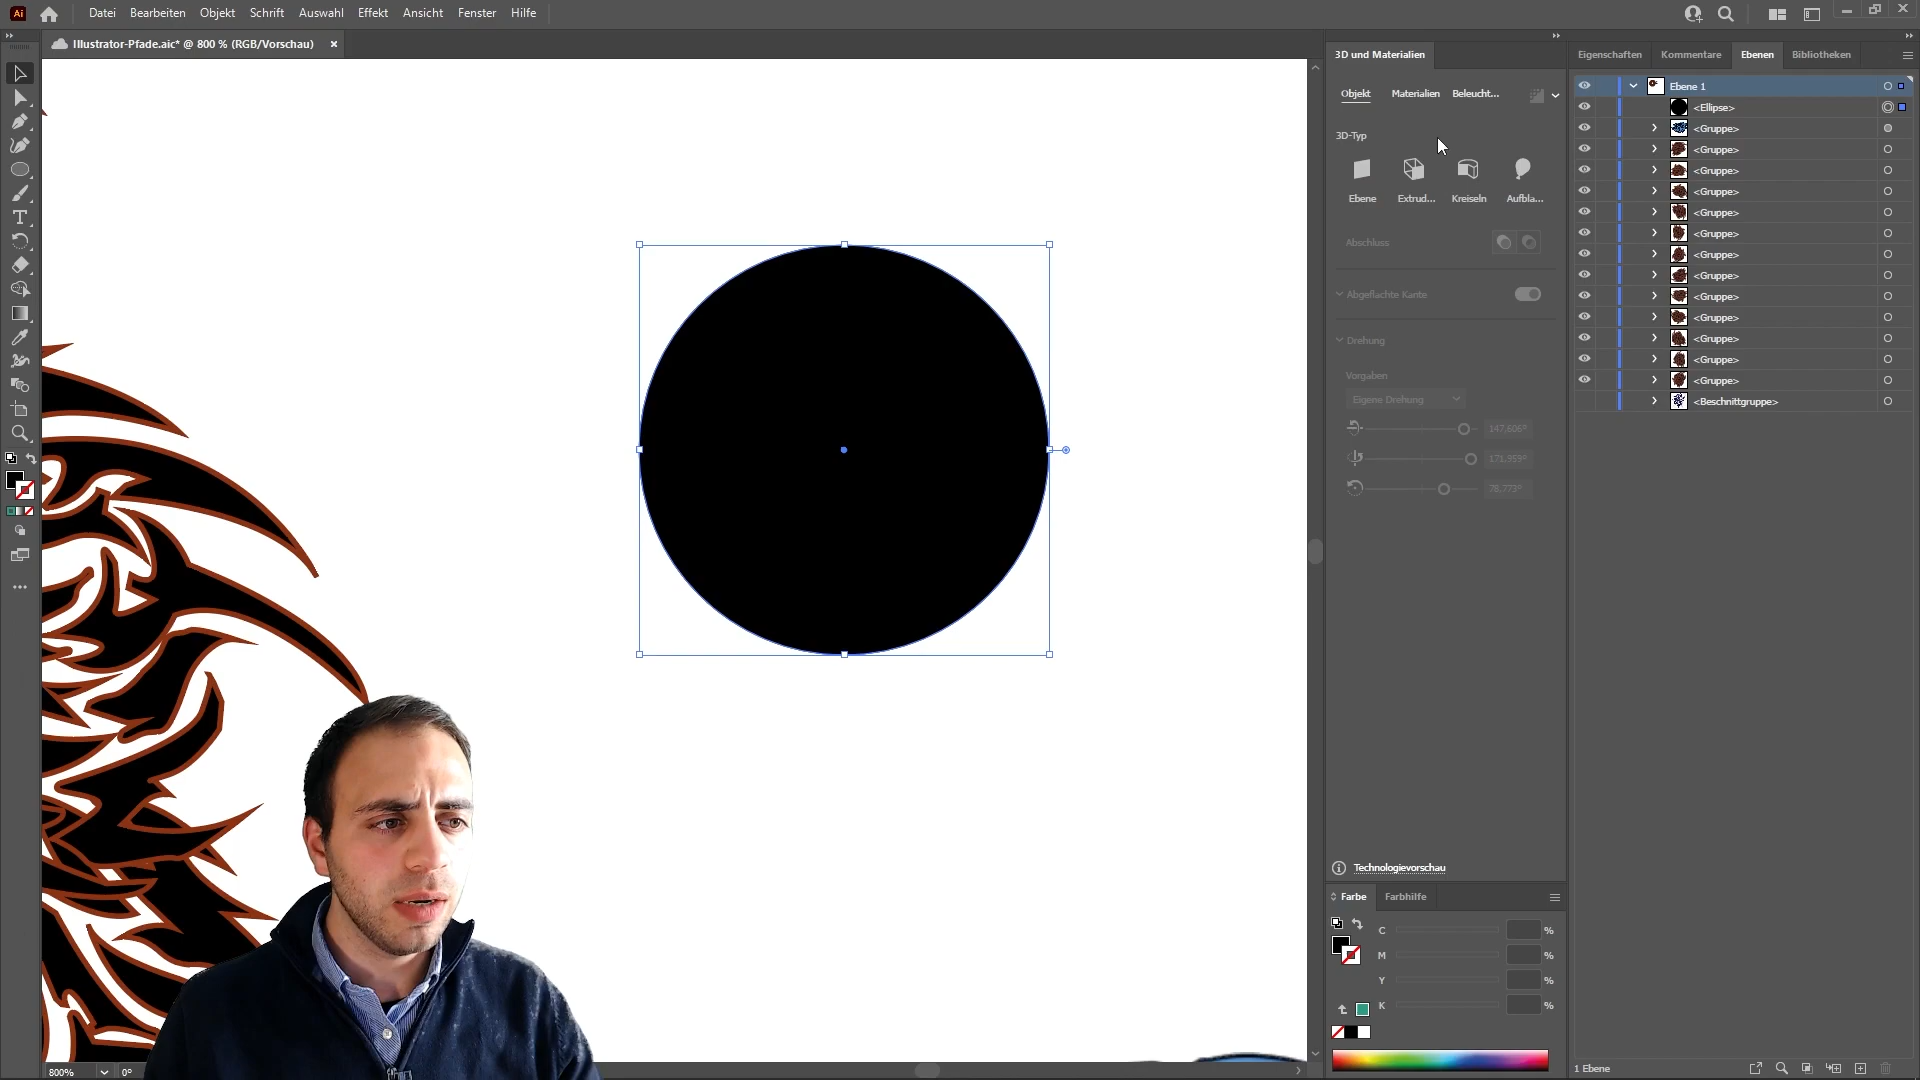 Ai Datei Bearbeiten Objekt Schrift Auswahl Effekt Ansicht Fenster Hilfe
Illustrator-Pfade.aic* @ 800 % (RGB/Vorschau) ×
3D und Materialien
Objekt Materialien Beleucht...
3D-Typ
Ebene Extrud... Kreiseln Aufbla...
Abschluss
Abgeflachte Kante
Drehung
Vorgaben
Eigene Drehung
147,606°
171,959°
78,773°
Technologievorschau
Farbe Farbhilfe
C %
M %
Y %
K %
Eigenschaften Kommentare Ebenen Bibliotheken
Ebene 1
<Ellipse>
<Gruppe>
<Gruppe>
<Gruppe>
<Gruppe>
<Gruppe>
<Gruppe>
<Gruppe>
<Gruppe>
<Gruppe>
<Gruppe>
<Gruppe>
<Gruppe>
<Gruppe>
<Beschnittgruppe>
1 Ebene
800% 0°